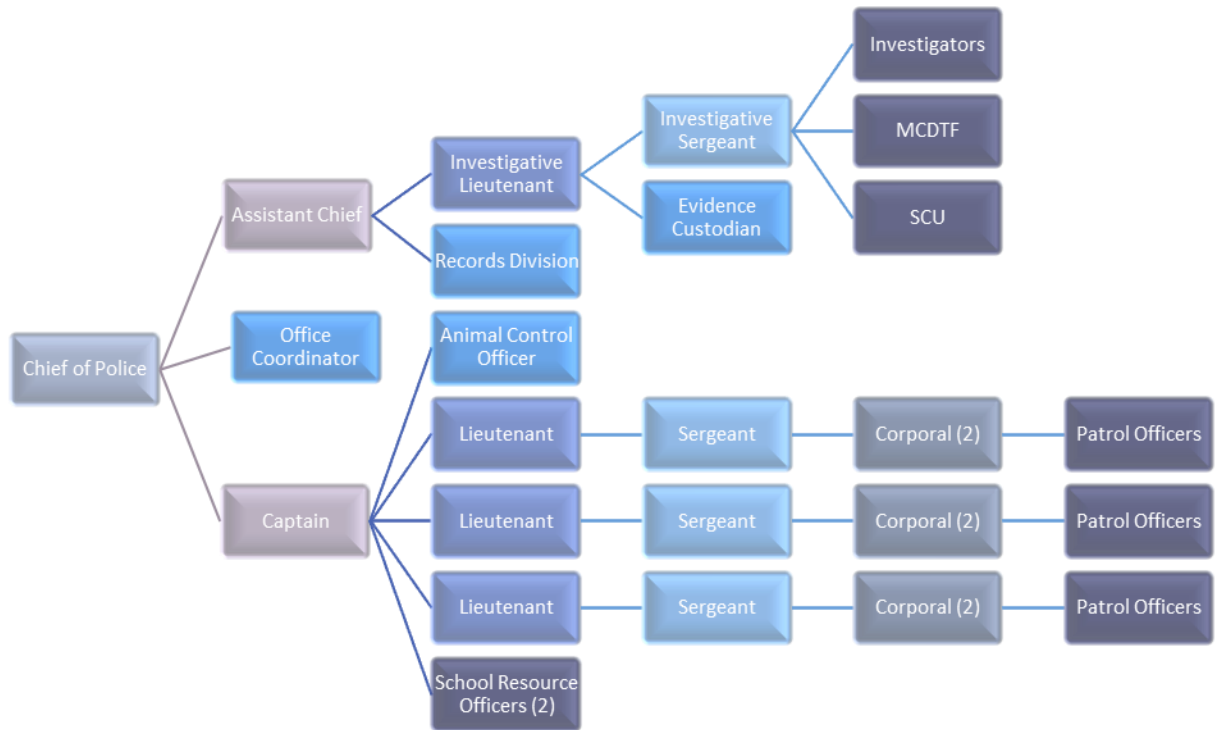 Chief of Police
Assistant Chief
Investigative
Lieutenant
Investigative
Sergeant
Investigators
MCDTF
SCU
Evidence
Custodian
Records Division
Office
Coordinator
Captain
Animal Control
Officer
Lieutenant
Sergeant
Corporal (2)
Patrol Officers
Lieutenant
Sergeant
Corporal (2)
Patrol Officers
Lieutenant
Sergeant
Corporal (2)
Patrol Officers
School Resource
Officers (2)